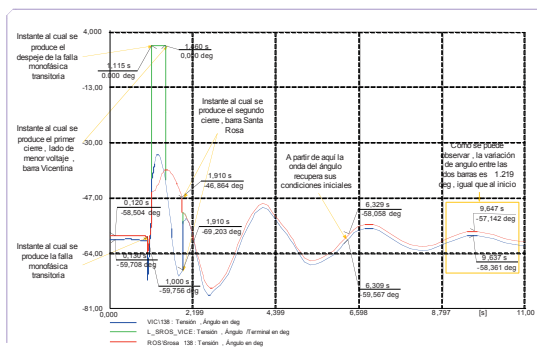 Instante al cual se
produce el
despeje de la falla
monofásica
transitoria
Instante al cual se
produce el primer
cierre , lado de
menor voltaje ,
barra Vicentina
Instante al cual se
produce la falla
monofásica
transitoria
4,000
-13,00
-30,00
-47,00
-64,00
-81,00
1,115 s
0.000 deg
1,460 s
0,000 deg
Instante al cual se
produce el segundo
cierre , barra Santa
Rosa
A partir de aquí la
onda del ángulo
recupera sus
condiciones iniciales
Como se puede
observar , la variación
de angulo entre las
dos barras es 1.219
deg , igual que al inicio
0,120 s
-58,504 deg
0,130 s
-59,708 deg
1,000 s
-59,756 deg
1,910 s
-46,864 deg
1,910 s
-69,203 deg
6,329 s
-58,058 deg
6,309 s
-59,567 deg
9,647 s
-57,142 deg
9,637 s
-58,361 deg
0,000
2,199
4,399
6,598
8,798
[s]
11,00
VIC\138 : Tensión , Ángulo en deg
L_SROS_VICE : Tensión , Ángulo /Terminal en deg
ROS\Srosa 138 : Tensión , Ángulo en deg